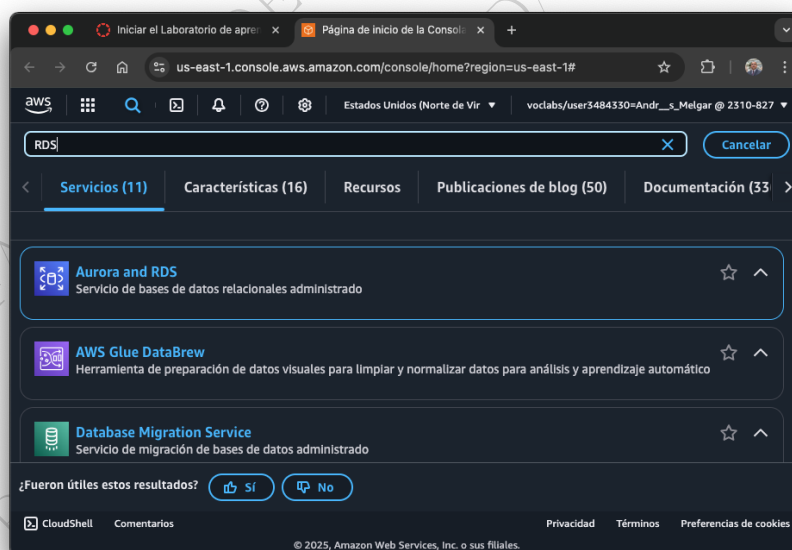 Iniciar el Laboratorio de apren
Página de inicio de la Consola
us-east-1.console.aws.amazon.com/console/home?region=us-east-1#
aws
Estados Unidos (Norte de Vir
voclabs/user3484330=Andr__s_Melgar @ 2310-827
RDS
Cancelar
Servicios (11)
Características (16)
Recursos
Publicaciones de blog (50)
Documentación (33
Aurora and RDS
Servicio de bases de datos relacionales administrado
AWS Glue DataBrew
Herramienta de preparación de datos visuales para limpiar y normalizar datos para análisis y aprendizaje automático
Database Migration Service
Servicio de migración de bases de datos administrado
¿Fueron útiles estos resultados?
Sí
No
CloudShell
Comentarios
Privacidad
Términos
Preferencias de cookies
© 2025, Amazon Web Services, Inc. o sus filiales.